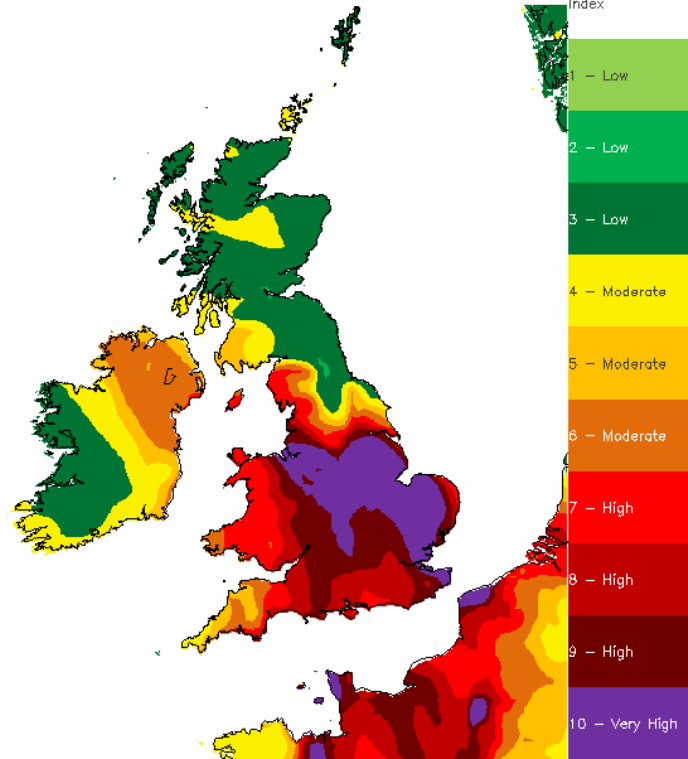 Index
1 - Low
2 - Low
3 - Low
4 - Moderate
5 - Moderate
6 - Moderate
7 - High
8 - High
9 - High
10 - Very High